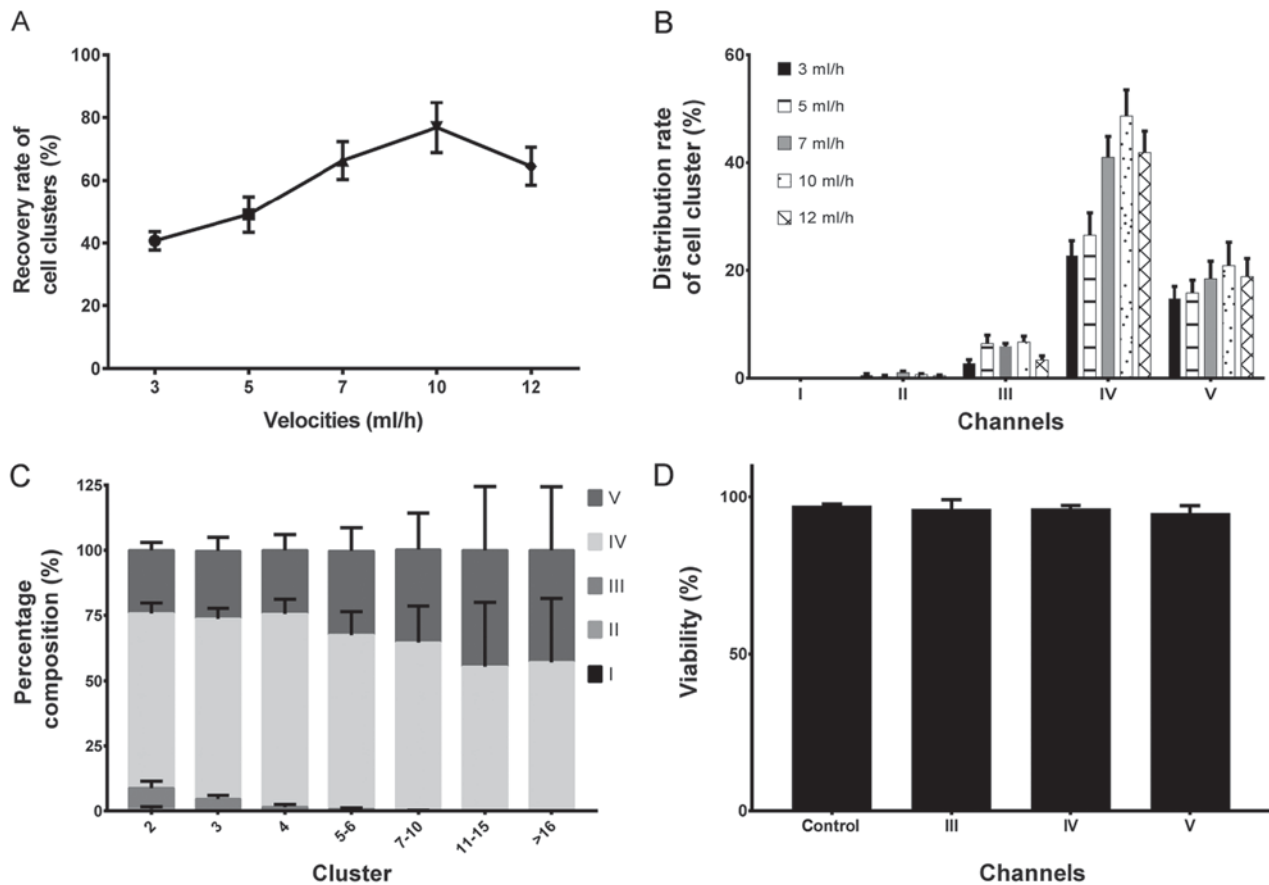 A
Recovery rate of
cell clusters (%)
100
80
60
40
20
0
3 5 7 10 12
Velocities (ml/h)
B
Distribution rate
of cell cluster (%)
60
40
20
0
3 ml/h
5 ml/h
7 ml/h
10 ml/h
12 ml/h
I II III IV V
Channels
C
Percentage
composition (%)
125
100
75
50
25
0
V
IV
III
II
I
2 3 4 5-6 7-10 11-15 >16
Cluster
D
Viability (%)
100
50
0
Control III IV V
Channels